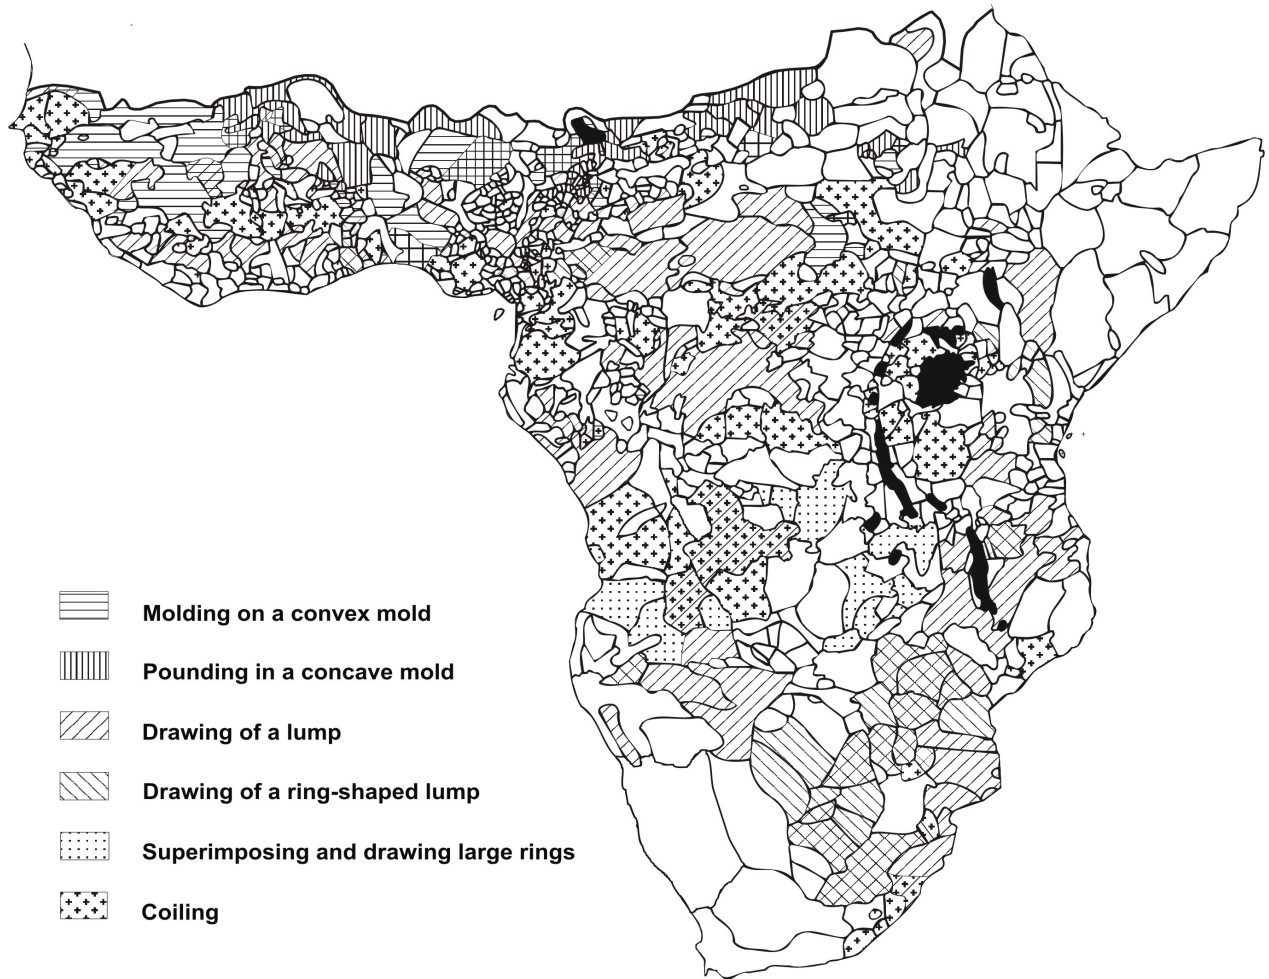 Molding on a convex mold
Pounding in a concave mold
Drawing of a lump
Drawing of a ring-shaped lump
Superimposing and drawing large rings
Coiling